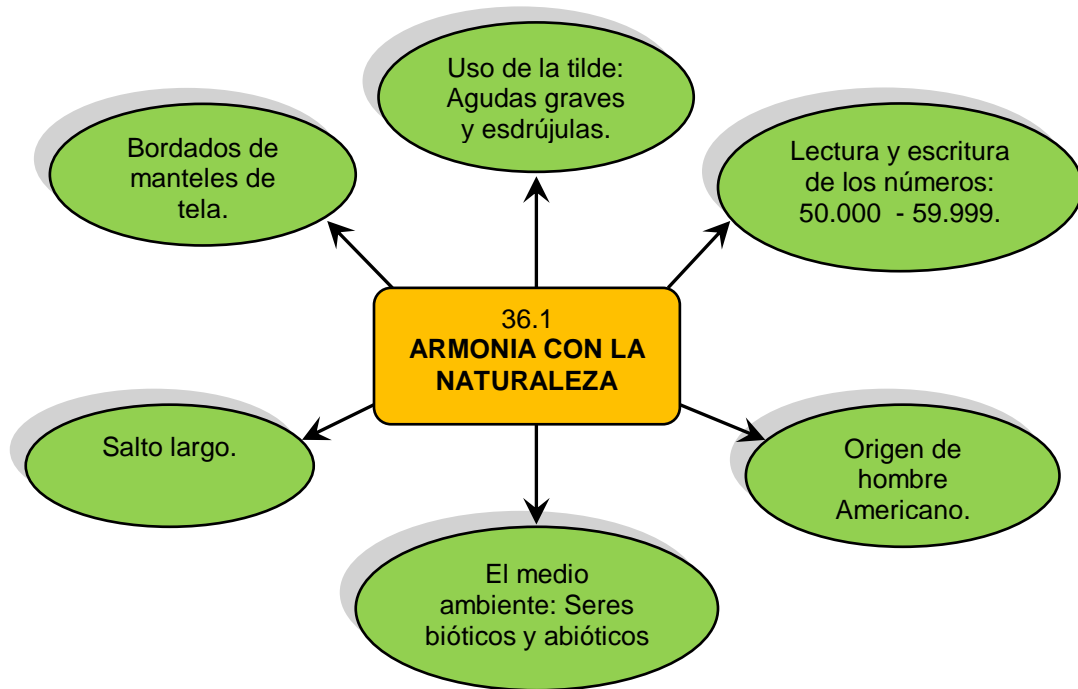 Uso de la tilde:
Agudas graves
y esdrújulas.
Bordados de
manteles de
tela.
Lectura y escritura
de los números:
50.000 - 59.999.
36.1
ARMONIA CON LA
NATURALEZA
Salto largo.
Origen de
hombre
Americano.
El medio
ambiente: Seres
bióticos y abióticos